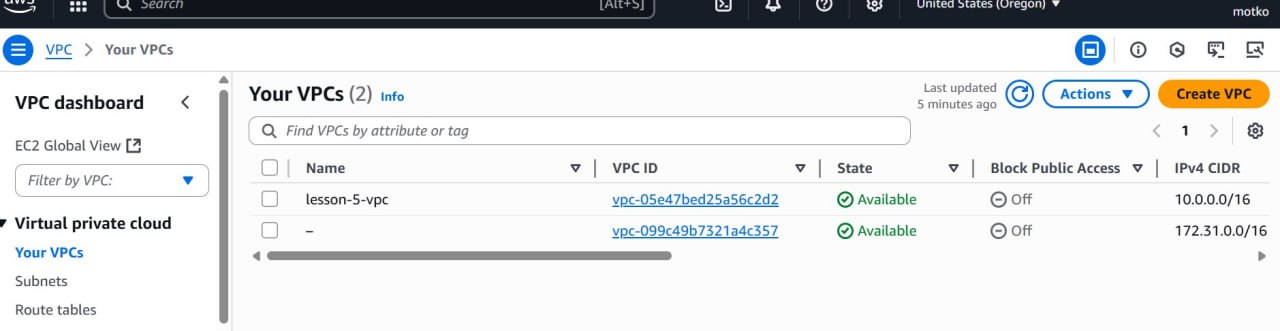 aws
Search
[Alt+S]
United States (Oregon)
motko
VPC > Your VPCs
VPC dashboard
EC2 Global View
Filter by VPC:
Virtual private cloud
Your VPCs
Subnets
Route tables
Your VPCs (2) Info
Last updated
5 minutes ago
Actions
Create VPC
Find VPCs by attribute or tag
1
Name VPC ID State Block Public Access IPv4 CIDR
lesson-5-vpc vpc-05e47bed25a56c2d2 Available Off 10.0.0.0/16
– vpc-099c49b7321a4c357 Available Off 172.31.0.0/16